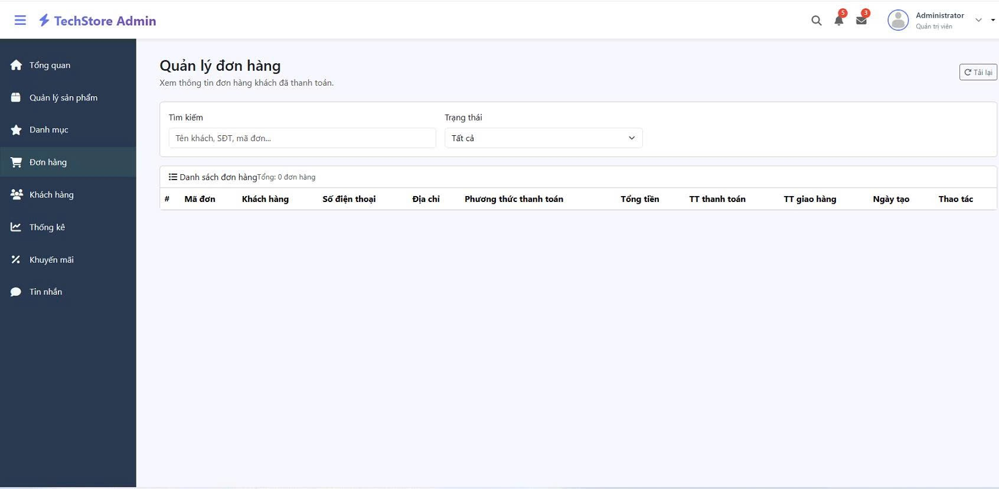 TechStore Admin
5
3
Administrator
Quản trị viên
Tổng quan
Quản lý sản phẩm
Danh mục
Đơn hàng
Khách hàng
Thống kê
Khuyến mãi
Tin nhắn
Quản lý đơn hàng
Xem thông tin đơn hàng khách đã thanh toán.
Tải lại
Tìm kiếm
Trạng thái
Tên khách, SĐT, mã đơn...
Tất cả
Danh sách đơn hàngTổng: 0 đơn hàng
# Mã đơn Khách hàng Số điện thoại Địa chỉ Phương thức thanh toán Tổng tiền TT thanh toán TT giao hàng Ngày tạo Thao tác